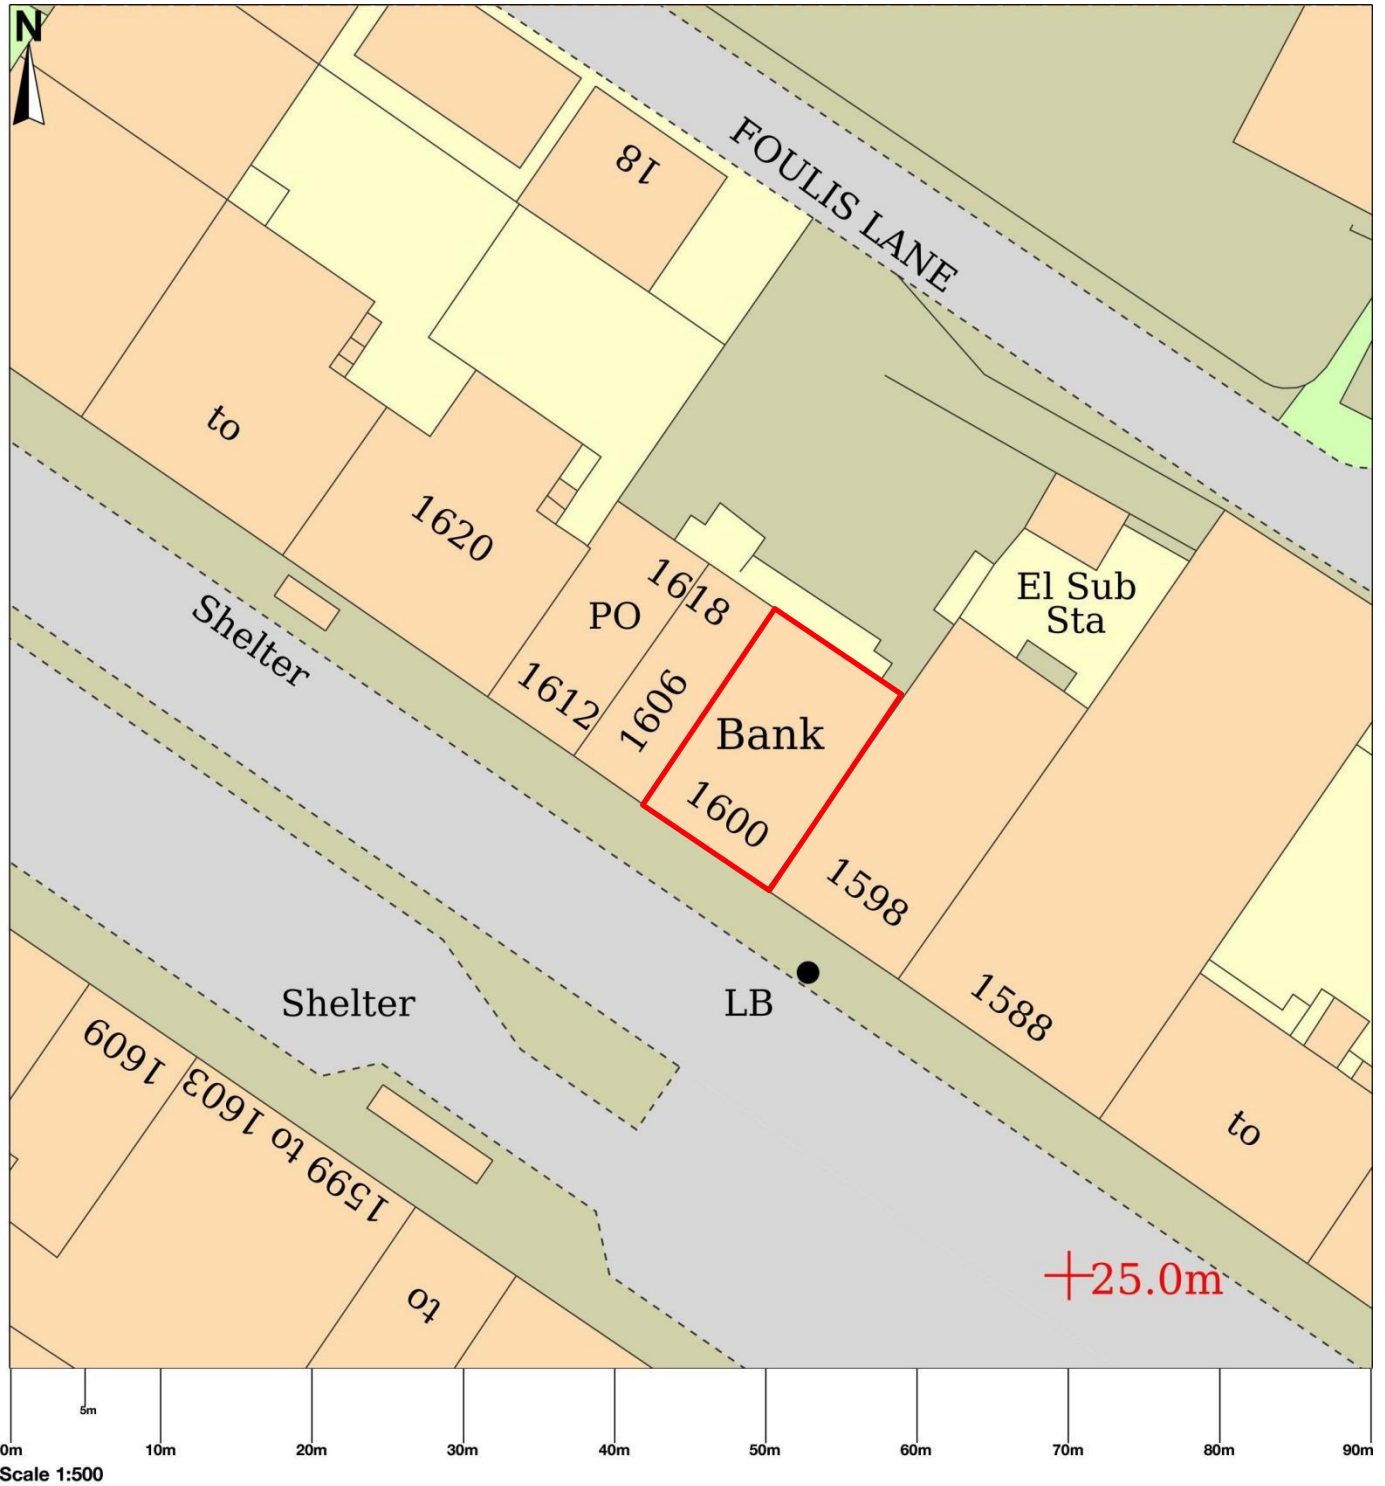 N
18
FOULIS LANE
to
1620
1618
PO
El Sub
Sta
Shelter
1612
1606
Bank
1600
1598
LB
1588
Shelter
1609
1599 to 1603
to
to
25.0m
5m
0m 10m 20m 30m 40m 50m 60m 70m 80m 90m
Scale 1:500